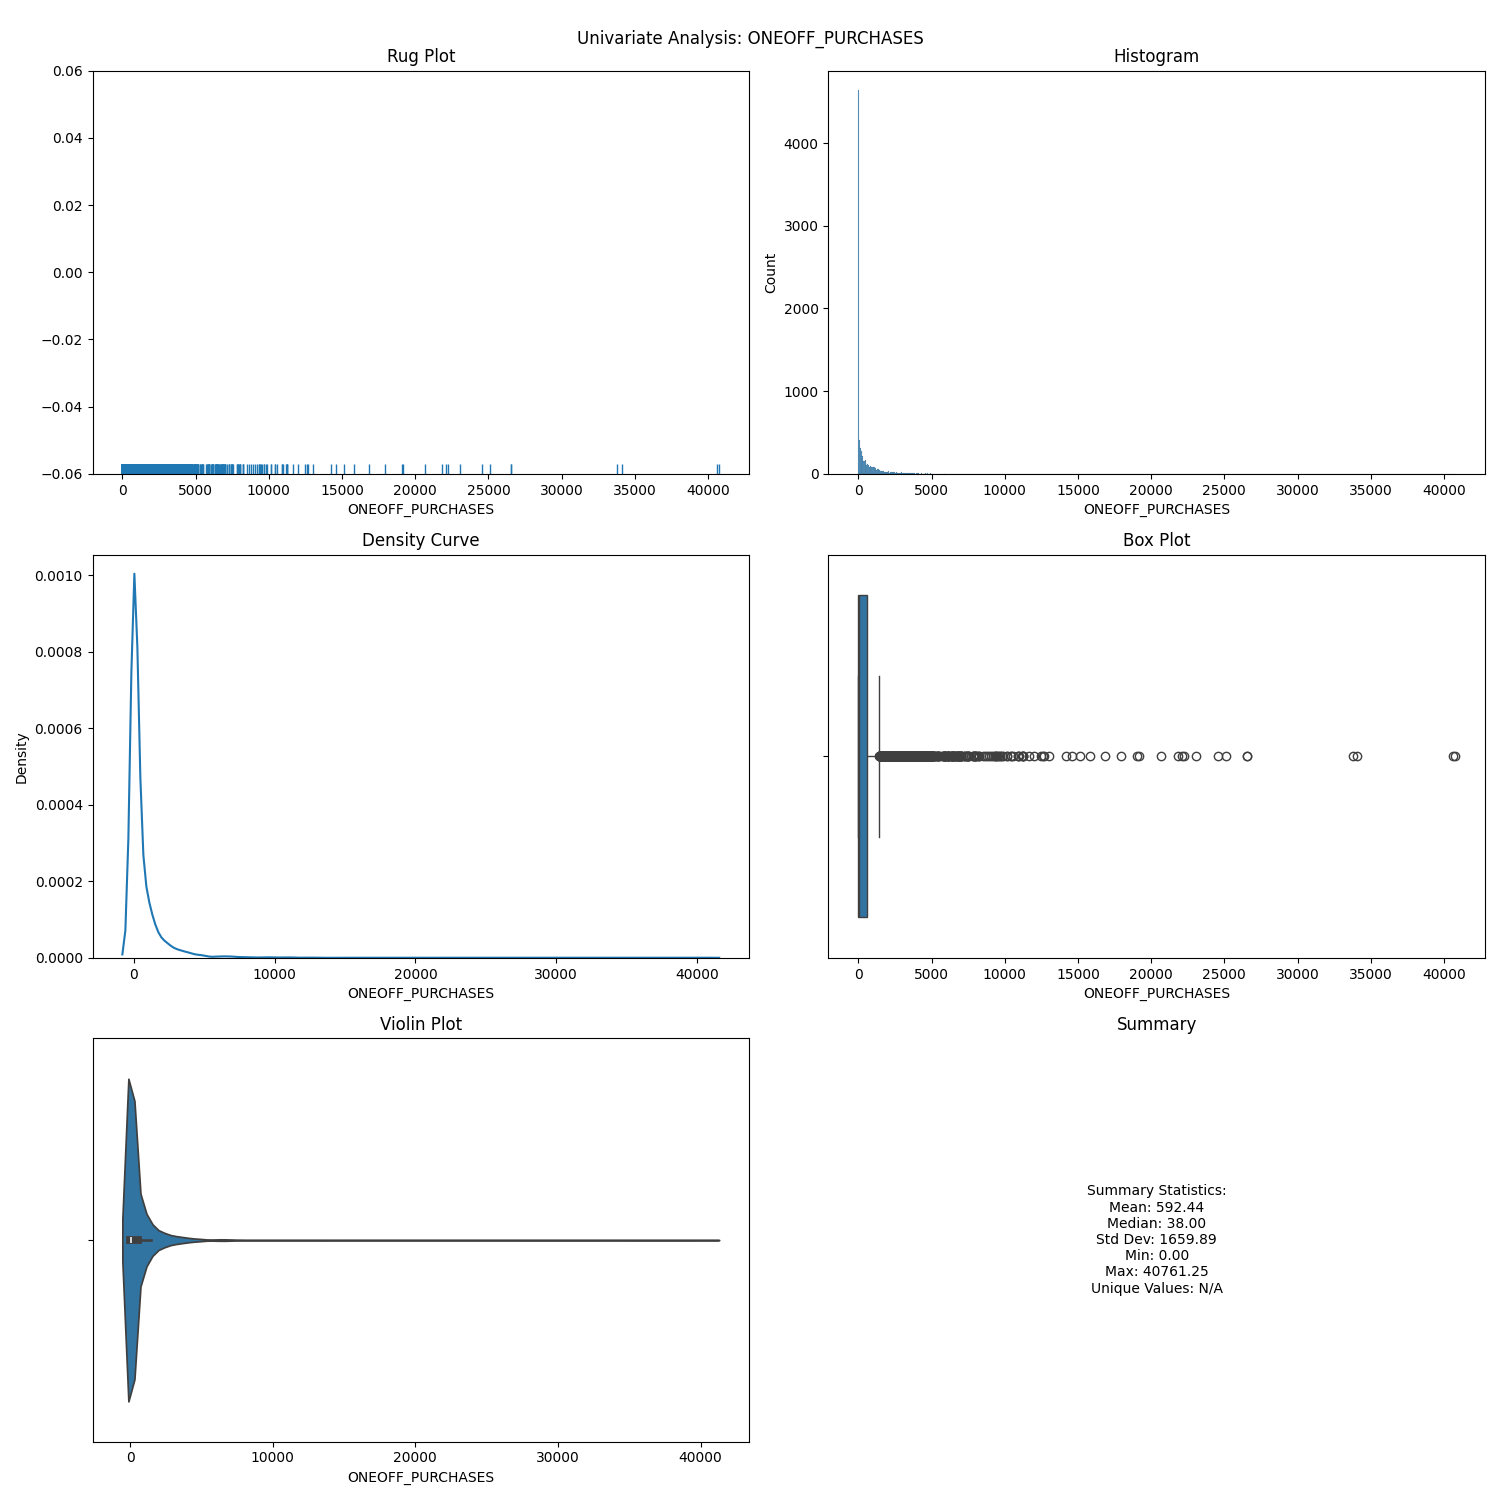 Univariate Analysis: ONEOFF_PURCHASES
Rug Plot
0.06
0.04
0.02
0.00
−0.02
−0.04
−0.06
0 5000 10000 15000 20000 25000 30000 35000 40000
ONEOFF_PURCHASES
Histogram
Count
4000
3000
2000
1000
0
0 5000 10000 15000 20000 25000 30000 35000 40000
ONEOFF_PURCHASES
Density Curve
Density
0.0010
0.0008
0.0006
0.0004
0.0002
0.0000
0 10000 20000 30000 40000
ONEOFF_PURCHASES
Box Plot
0 5000 10000 15000 20000 25000 30000 35000 40000
ONEOFF_PURCHASES
Violin Plot
0 10000 20000 30000 40000
ONEOFF_PURCHASES
Summary
Summary Statistics:
Mean: 592.44
Median: 38.00
Std Dev: 1659.89
Min: 0.00
Max: 40761.25
Unique Values: N/A